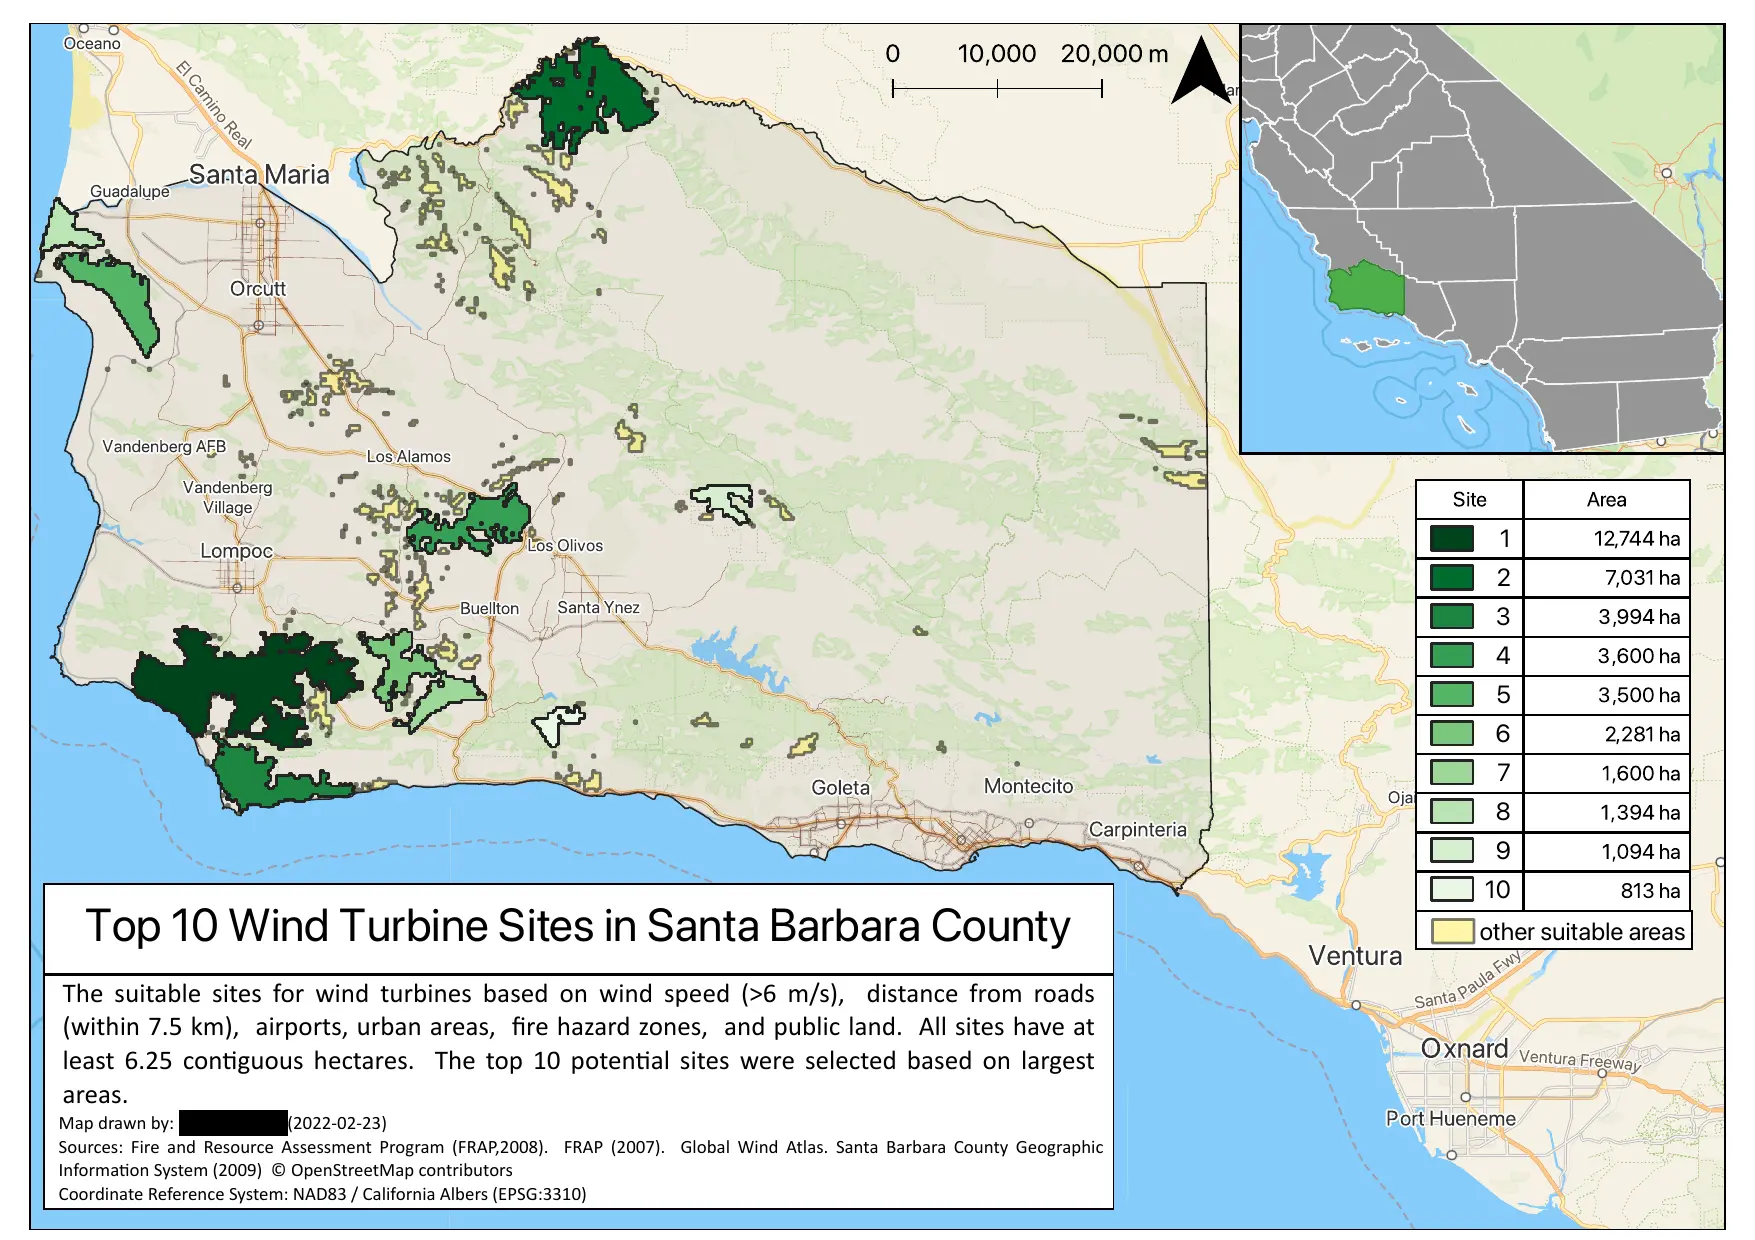 Oceano
El Camino Real
Santa Maria
Guadalupe
Orcutt
Vandenberg AFB
Los Alamos
Vandenberg
Village
Lompoc
Los Olivos
Buellton
Santa Ynez
Goleta
Montecito
Carpinteria
0 10,000 20,000 m
Site Area
1 12,744 ha
2 7,031 ha
3 3,994 ha
4 3,600 ha
5 3,500 ha
6 2,281 ha
7 1,600 ha
8 1,394 ha
9 1,094 ha
10 813 ha
other suitable areas
Ojai
Ventura
Santa Paula Fwy
Oxnard
Ventura Freeway
Port Hueneme
Top 10 Wind Turbine Sites in Santa Barbara County
The suitable sites for wind turbines based on wind speed (>6 m/s), distance from roads
(within 7.5 km), airports, urban areas, fire hazard zones, and public land. All sites have at
least 6.25 contiguous hectares. The top 10 potential sites were selected based on largest
areas.
Map drawn by: (2022-02-23)
Sources: Fire and Resource Assessment Program (FRAP,2008). FRAP (2007). Global Wind Atlas. Santa Barbara County Geographic
Information System (2009) © OpenStreetMap contributors
Coordinate Reference System: NAD83 / California Albers (EPSG:3310)